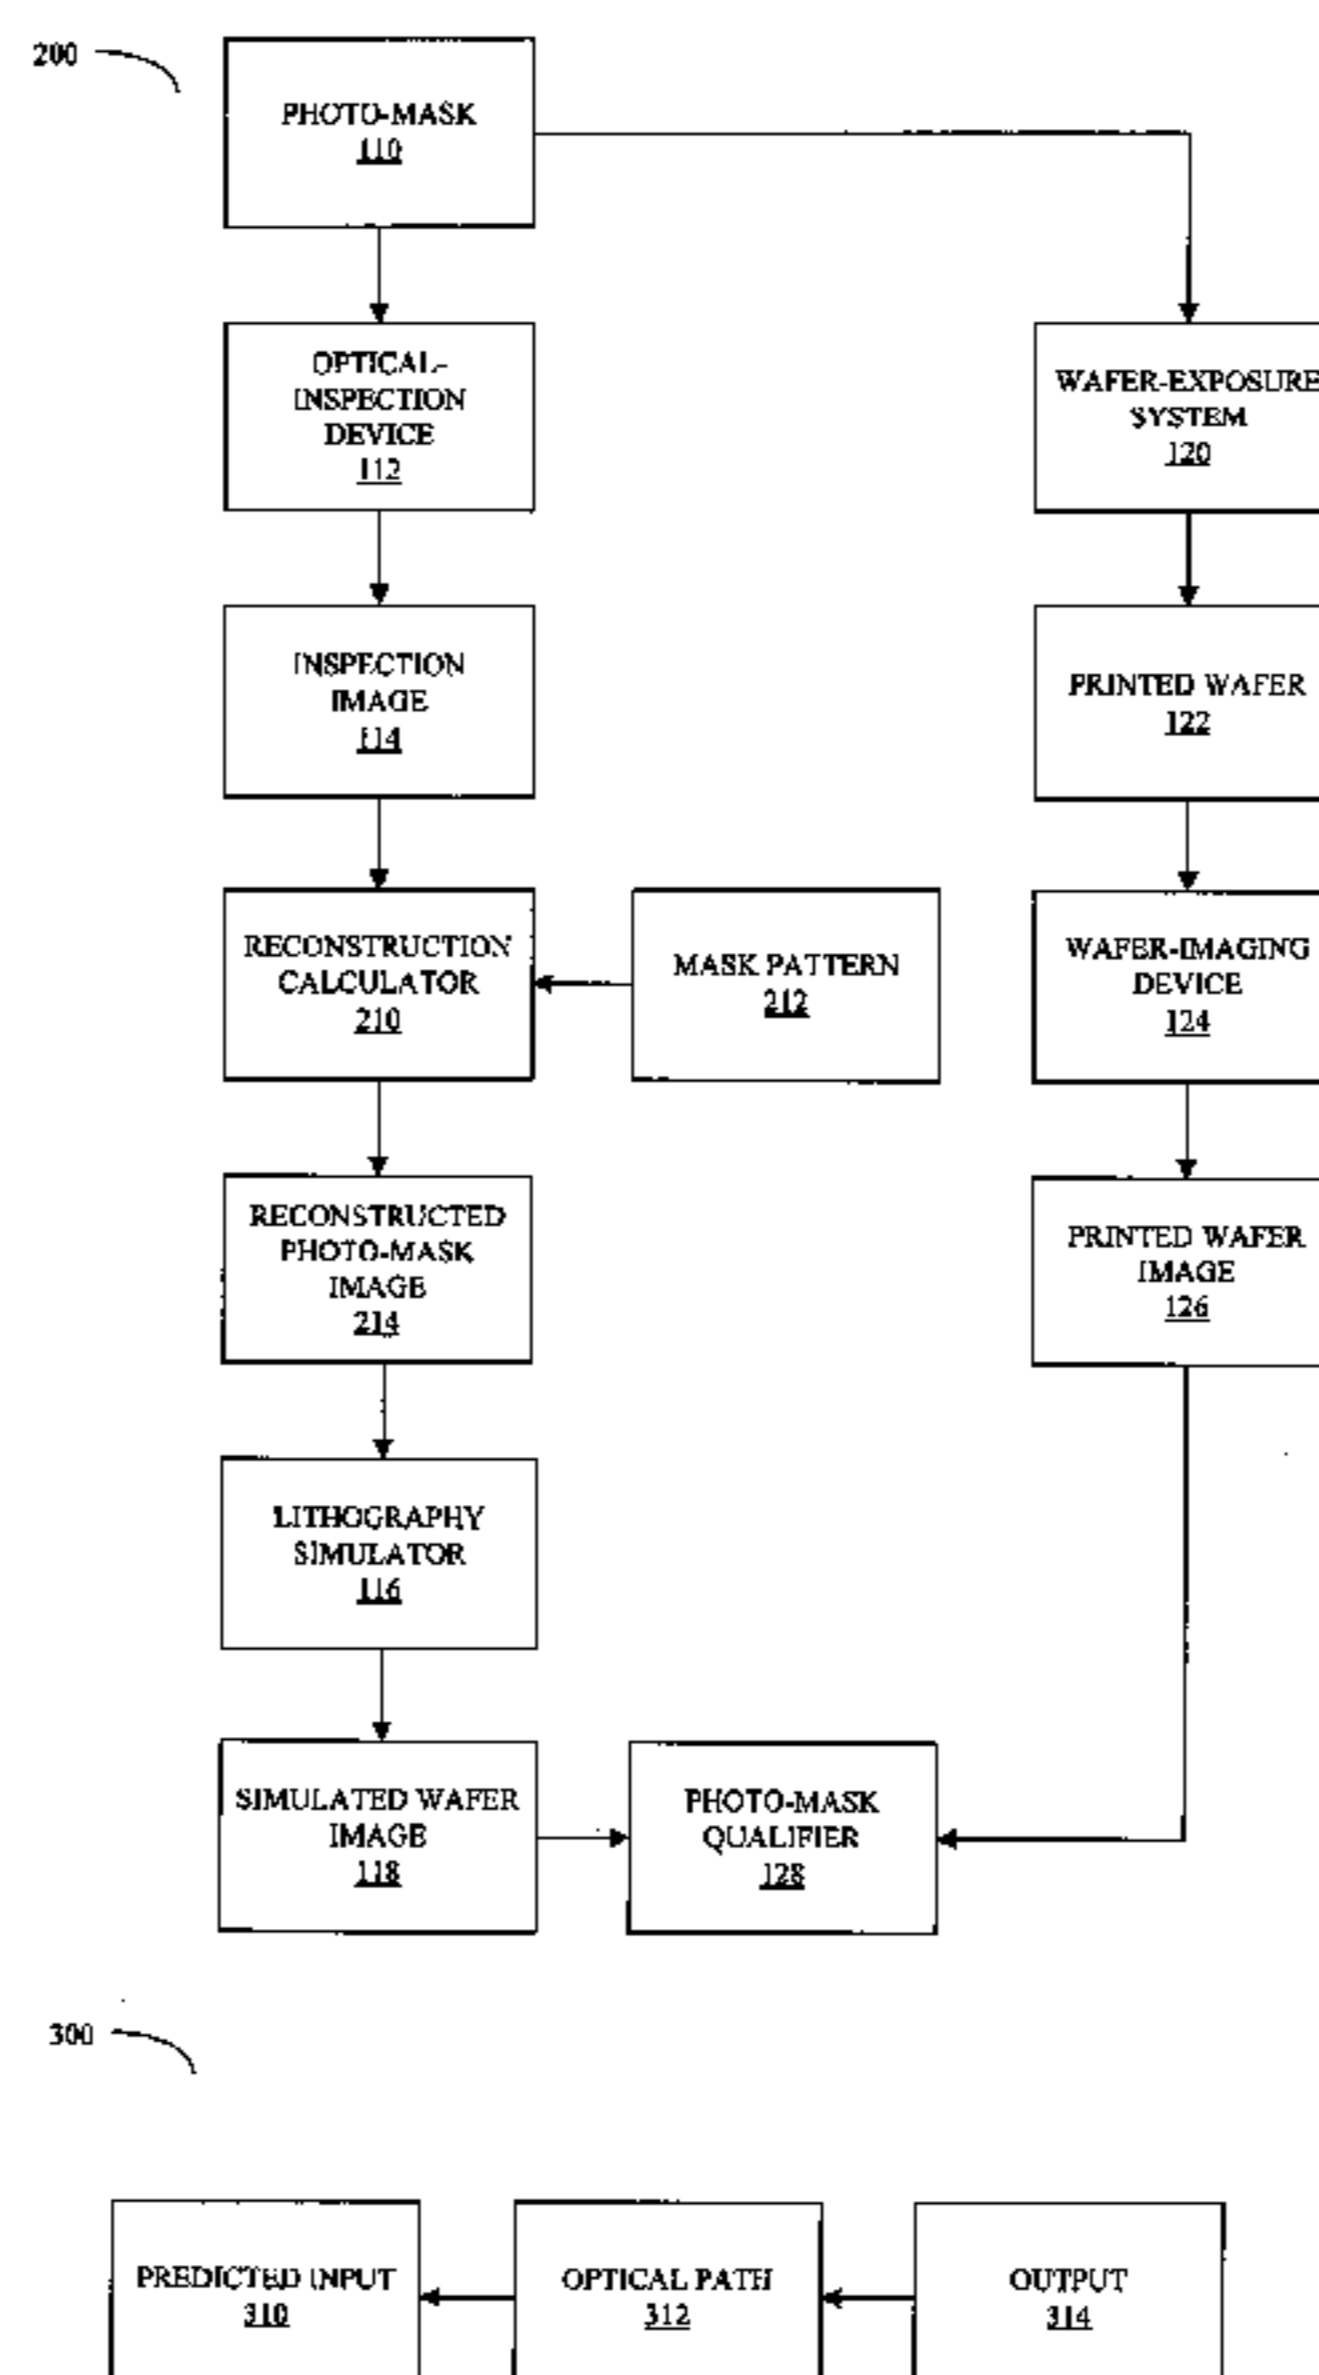 200
PHOTO-MASK
110
OPTICAL-
INSPECTION
DEVICE
112
WAFER-EXPOSURE
SYSTEM
120
INSPECTION
IMAGE
114
PRINTED WAFER
122
RECONSTRUCTION
CALCULATOR
210
MASK PATTERN
212
WAFER-IMAGING
DEVICE
124
RECONSTRUCTED
PHOTO-MASK
IMAGE
214
PRINTED WAFER
IMAGE
126
LITHOGRAPHY
SIMULATOR
116
SIMULATED WAFER
IMAGE
118
PHOTO-MASK
QUALIFIER
128
300
PREDICTED INPUT
310
OPTICAL PATH
312
OUTPUT
314